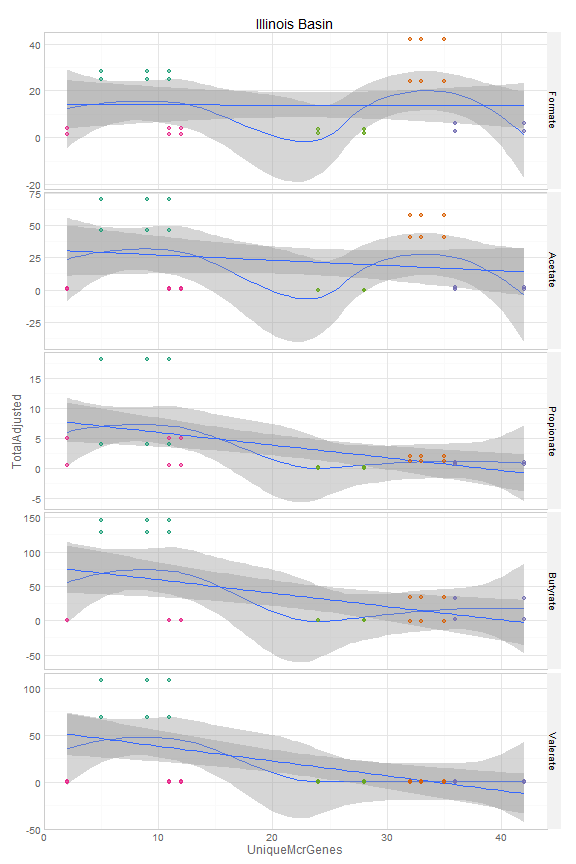 Illinois Basin
40
20
0
-20
Formate
75
50
25
0
-25
Acetate
15
10
5
0
-5
Propionate
150
100
50
0
-50
Butyrate
100
50
0
-50
Valerate
TotalAdjusted
0 10 20 30 40
UniqueMcrGenes